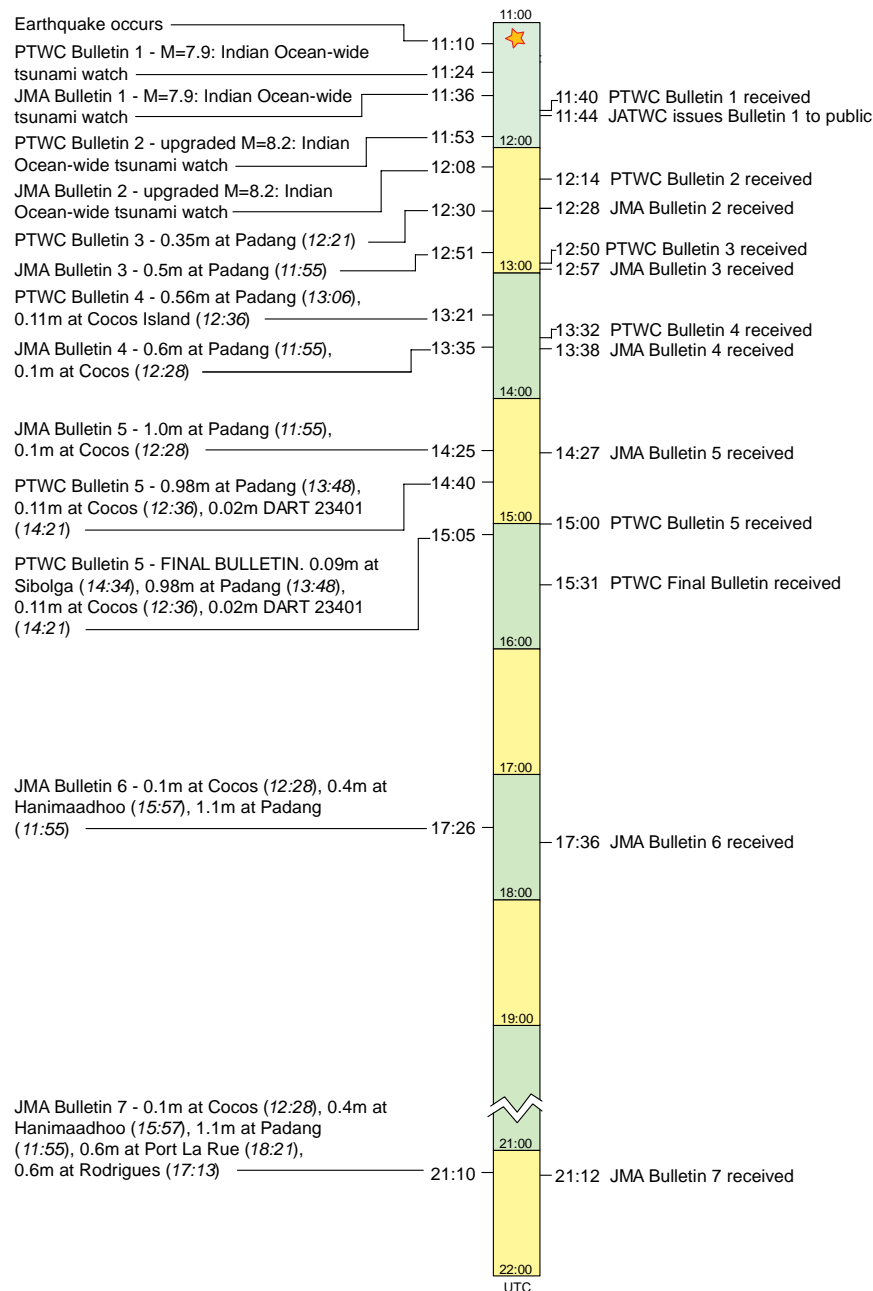 11:00
Earthquake occurs
11:10
PTWC Bulletin 1 - M=7.9: Indian Ocean-wide
tsunami watch
11:24
JMA Bulletin 1 - M=7.9: Indian Ocean-wide
tsunami watch
11:36
11:40 PTWC Bulletin 1 received
11:44 JATWC issues Bulletin 1 to public
PTWC Bulletin 2 - upgraded M=8.2: Indian
Ocean-wide tsunami watch
11:53
12:00
JMA Bulletin 2 - upgraded M=8.2: Indian
Ocean-wide tsunami watch
12:08
12:14 PTWC Bulletin 2 received
12:28 JMA Bulletin 2 received
PTWC Bulletin 3 - 0.35m at Padang (12:21)
12:30
JMA Bulletin 3 - 0.5m at Padang (11:55)
12:51
12:50 PTWC Bulletin 3 received
12:57 JMA Bulletin 3 received
13:00
PTWC Bulletin 4 - 0.56m at Padang (13:06),
0.11m at Cocos Island (12:36)
13:21
13:32 PTWC Bulletin 4 received
JMA Bulletin 4 - 0.6m at Padang (11:55),
0.1m at Cocos (12:28)
13:35
13:38 JMA Bulletin 4 received
14:00
JMA Bulletin 5 - 1.0m at Padang (11:55),
0.1m at Cocos (12:28)
14:25
14:27 JMA Bulletin 5 received
PTWC Bulletin 5 - 0.98m at Padang (13:48),
0.11m at Cocos (12:36), 0.02m DART 23401
(14:21)
14:40
15:00
15:00 PTWC Bulletin 5 received
15:05
PTWC Bulletin 5 - FINAL BULLETIN. 0.09m at
Sibolga (14:34), 0.98m at Padang (13:48),
0.11m at Cocos (12:36), 0.02m DART 23401
(14:21)
15:31 PTWC Final Bulletin received
16:00
17:00
JMA Bulletin 6 - 0.1m at Cocos (12:28), 0.4m at
Hanimaadhoo (15:57), 1.1m at Padang
(11:55)
17:26
17:36 JMA Bulletin 6 received
18:00
19:00
JMA Bulletin 7 - 0.1m at Cocos (12:28), 0.4m at
Hanimaadhoo (15:57), 1.1m at Padang
(11:55), 0.6m at Port La Rue (18:21),
0.6m at Rodrigues (17:13)
21:00
21:10
21:12 JMA Bulletin 7 received
22:00
UTC